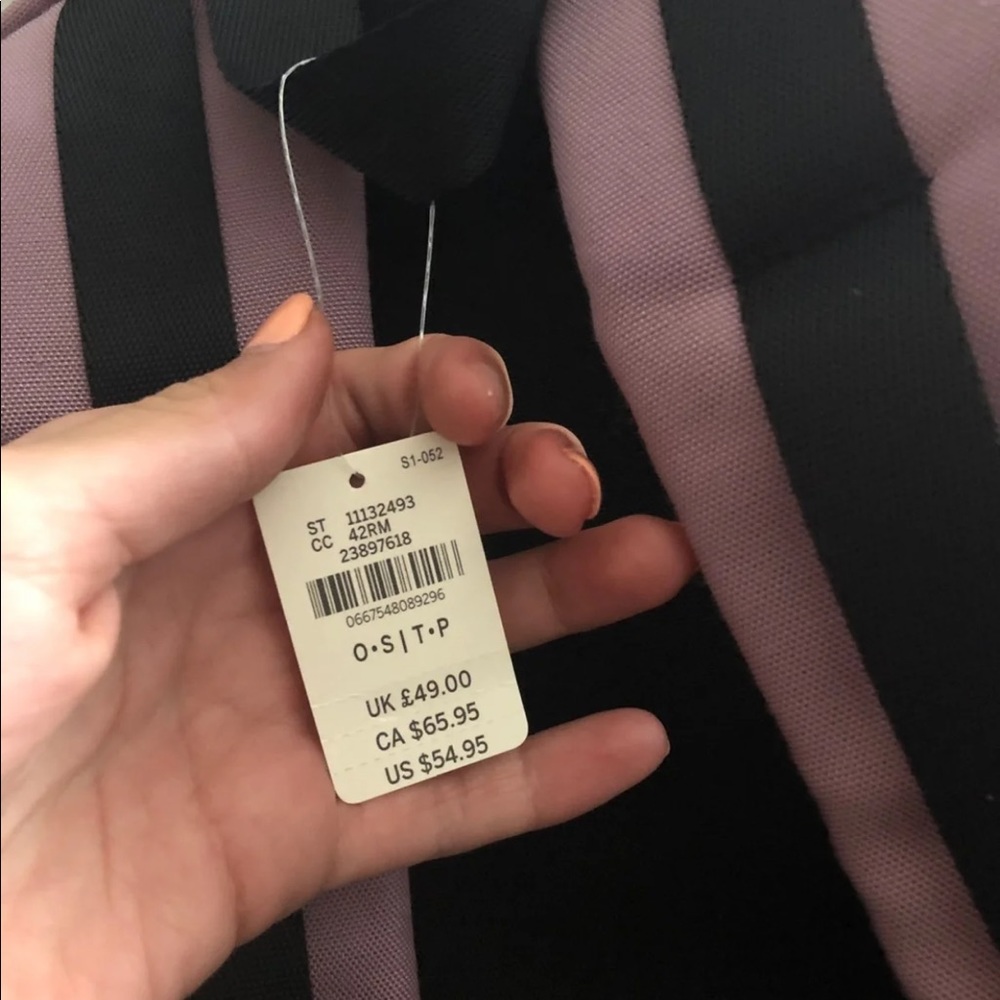 S1-052
ST 11132493
CC 42RM
23897618
0667548089296
O•S|T•P
UK £49.00
CA $65.95
US $54.95